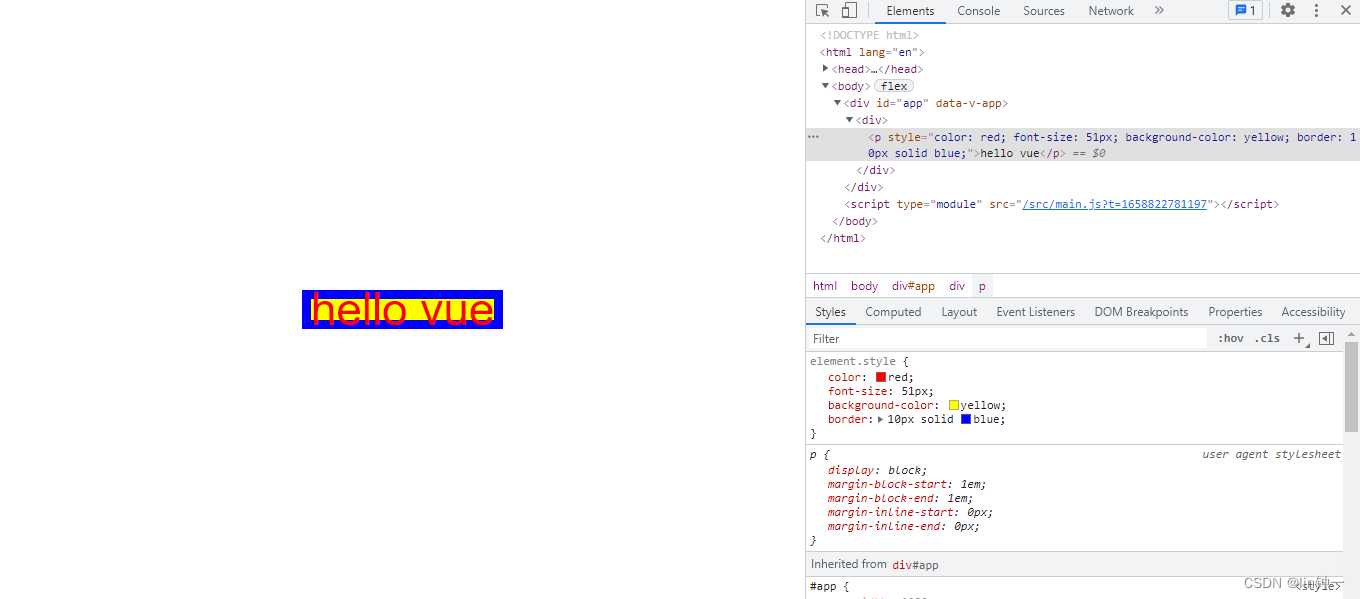 hello vue
Elements Console Sources Network » 1
<!DOCTYPE html>
<html lang="en">
<head>…</head>
<body> flex
<div id="app" data-v-app>
<div>
<p style="color: red; font-size: 51px; background-color: yellow; border: 1
0px solid blue;">hello vue</p> == $0
</div>
</div>
<script type="module" src="/src/main.js?t=1658822781197"></script>
</body>
</html>
html body div#app div p
Styles Computed Layout Event Listeners DOM Breakpoints Properties Accessibility
Filter :hov .cls +
element.style {
color: red;
font-size: 51px;
background-color: yellow;
border: 10px solid blue;
}
p { user agent stylesheet
display: block;
margin-block-start: 1em;
margin-block-end: 1em;
margin-inline-start: 0px;
margin-inline-end: 0px;
}
Inherited from div#app
#app { <style>
CSDN